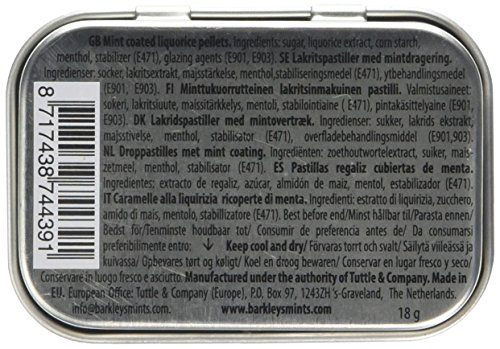 GB Mint coated liquorice pellets. Ingredients: sugar, liquorice extract, corn starch,
menthol, stabilizer (E471), glazing agents (E901, E903). SE Lakritspastiller med mintdragering.
Ingredienser: socker, lakritsextrakt, majsstärkelse, menthol,stabiliseringsmedel (E471), ytbehandlingsmedel
(E901, E903). FI Minttukuorrutteinen lakritsinmakuinen pastilli. Valmistusaineet:
sokeri, lakritsiuute, maissitärkkelys, mentoli, stabilointiaine (E471), pintakäsittelyaine (E901, E903).
DK Lakridspastiller med mintovertræk. Ingredienser: sukker, lakrids ekstrakt,
majsstivelse, menthol, stabilisator (E471), overfladebehandlingsmiddel (E901,903).
NL Droppastilles met mint coating. Ingrediënten: zoethoutwortelextract, suiker, maïs-
zetmeel, menthol, stabilisator (E471). ES Pastillas regaliz cubiertas de menta.
Ingredientes: extracto de regaliz, azúcar, almidón de maíz, mentol, estabilizador (E471).
IT Caramelle alla liquirizia ricoperte di menta. Ingredienti: estratto di liquirizia, zucchero,
amido di mais, mentolo, stabilizzatore (E471). Best before end/Minst hållbar till/Parasta ennen/
Bedst før/Tenminste houdbaar tot/ Consumir de preferencia antes de/ Da consumarsi
preferibilmente entro: ↓ Keep cool and dry/ Förvaras torrt och svalt/ Säilytä viileässä ja
kuivassa/ Opbevares tørt og køligt/ Koel en droog bewaren/ Conservar en lugar fresco y seco/
Conservare in luogo fresco e asciutto. Manufactured under the authority of Tuttle & Company. Made in
EU. European Office: Tuttle & Company (Europe), P.O. Box 97, 1243ZH 's-Graveland, The Netherlands.
info@barkleysmints.com www.barkleysmints.com 18 g
8 717438 744391